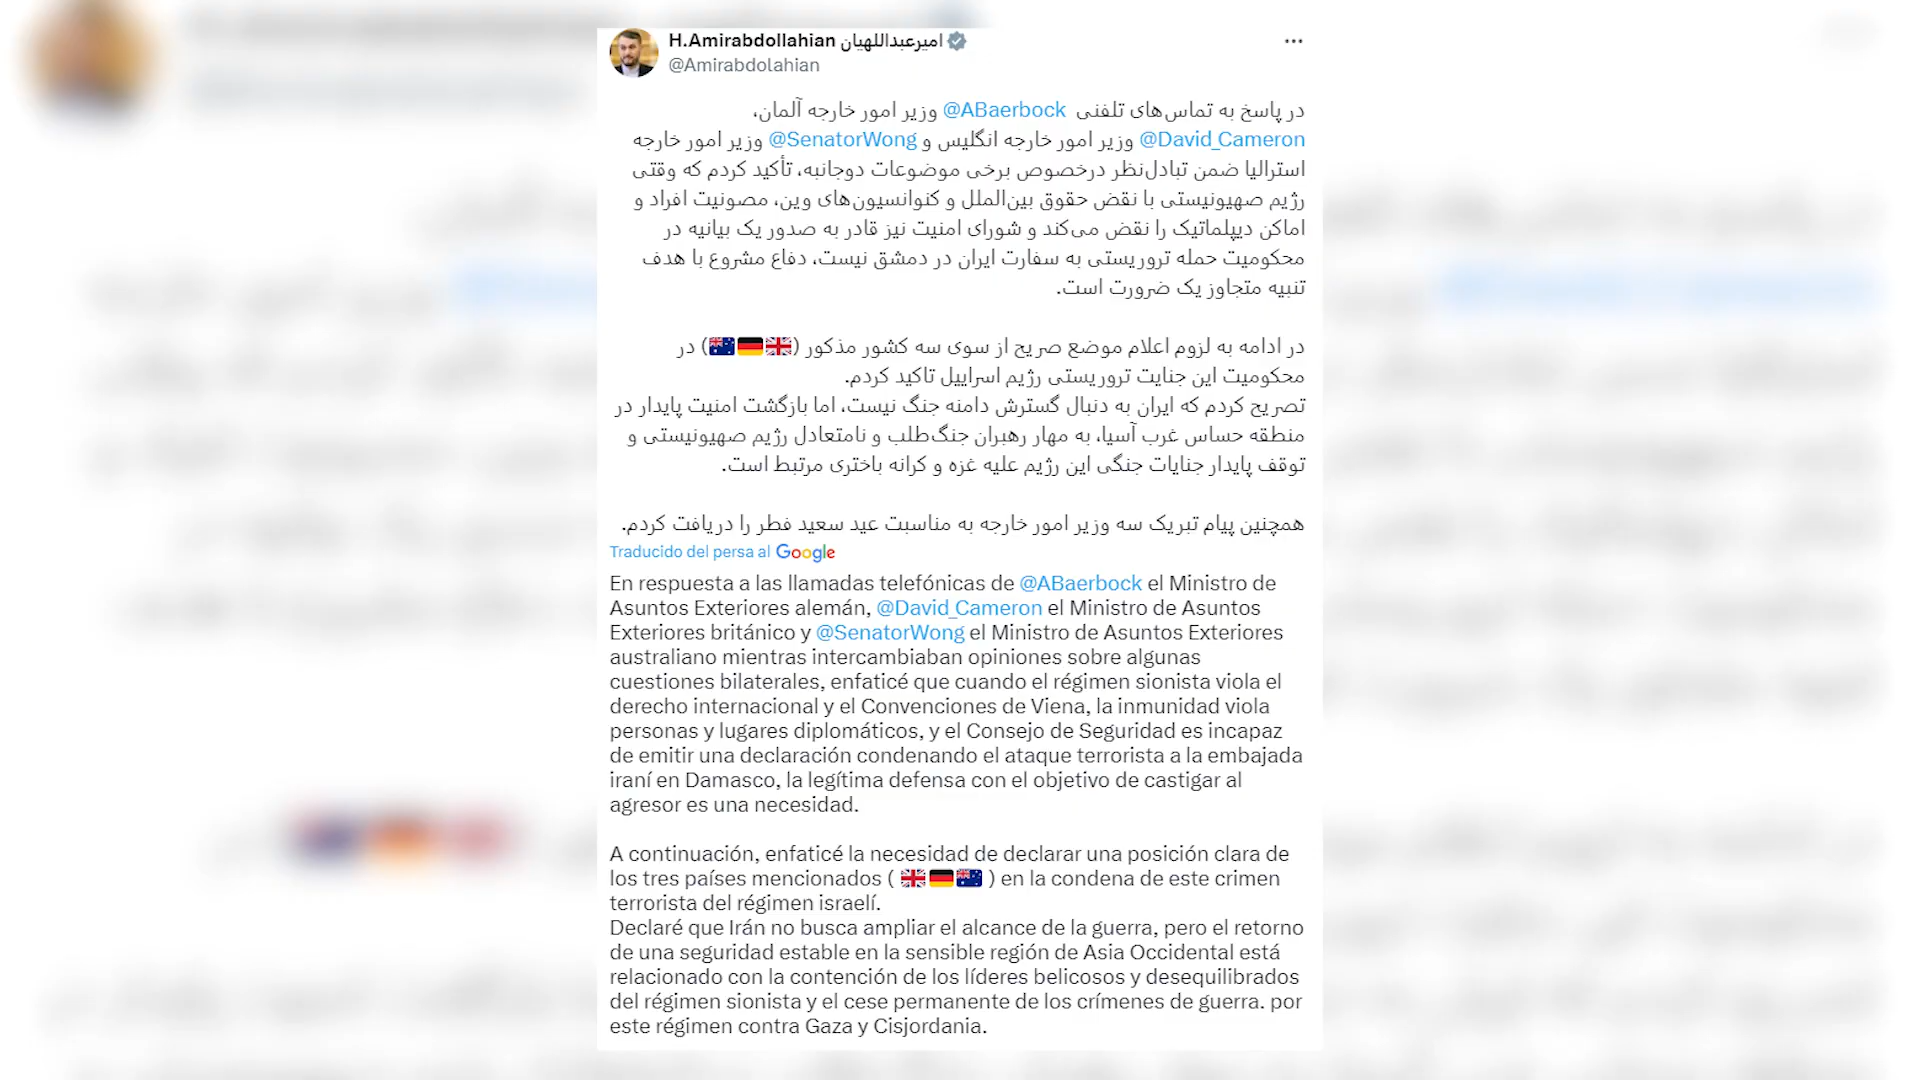 H.Amirabdollahian امیرعبداللهیان
@Amirabdolahian
در پاسخ به تماس‌های تلفنی @ABaerbock وزیر امور خارجه آلمان،
@David_Cameron وزیر امور خارجه انگلیس و @SenatorWong وزیر امور خارجه
استرالیا ضمن تبادل‌نظر درخصوص برخی موضوعات دوجانبه، تأکید کردم که وقتی
رژیم صهیونیستی با نقض حقوق بین‌الملل و کنوانسیون‌های وین، مصونیت افراد و
اماکن دیپلماتیک را نقض می‌کند و شورای امنیت نیز قادر به صدور یک بیانیه در
محکومیت حمله تروریستی به سفارت ایران در دمشق نیست، دفاع مشروع با هدف
تنبیه متجاوز یک ضرورت است.
در ادامه به لزوم اعلام موضع صریح از سوی سه کشور مذکور (🇬🇧🇩🇪🇦🇺) در
محکومیت این جنایت تروریستی رژیم اسراییل تاکید کردم.
تصریح کردم که ایران به دنبال گسترش دامنه جنگ نیست، اما بازگشت امنیت پایدار در
منطقه حساس غرب آسیا، به مهار رهبران جنگ‌طلب و نامتعادل رژیم صهیونیستی و
توقف پایدار جنایات جنگی این رژیم علیه غزه و کرانه باختری مرتبط است.
همچنین پیام تبریک سه وزیر امور خارجه به مناسبت عید سعید فطر را دریافت کردم.
Traducido del persa al Google
En respuesta a las llamadas telefónicas de @ABaerbock el Ministro de
Asuntos Exteriores alemán, @David_Cameron el Ministro de Asuntos
Exteriores británico y @SenatorWong el Ministro de Asuntos Exteriores
australiano mientras intercambiaban opiniones sobre algunas
cuestiones bilaterales, enfaticé que cuando el régimen sionista viola el
derecho internacional y el Convenciones de Viena, la inmunidad viola
personas y lugares diplomáticos, y el Consejo de Seguridad es incapaz
de emitir una declaración condenando el ataque terrorista a la embajada
iraní en Damasco, la legítima defensa con el objetivo de castigar al
agresor es una necesidad.
A continuación, enfaticé la necesidad de declarar una posición clara de
los tres países mencionados ( 🇬🇧🇩🇪🇦🇺 ) en la condena de este crimen
terrorista del régimen israelí.
Declaré que Irán no busca ampliar el alcance de la guerra, pero el retorno
de una seguridad estable en la sensible región de Asia Occidental está
relacionado con la contención de los líderes belicosos y desequilibrados
del régimen sionista y el cese permanente de los crímenes de guerra. por
este régimen contra Gaza y Cisjordania.